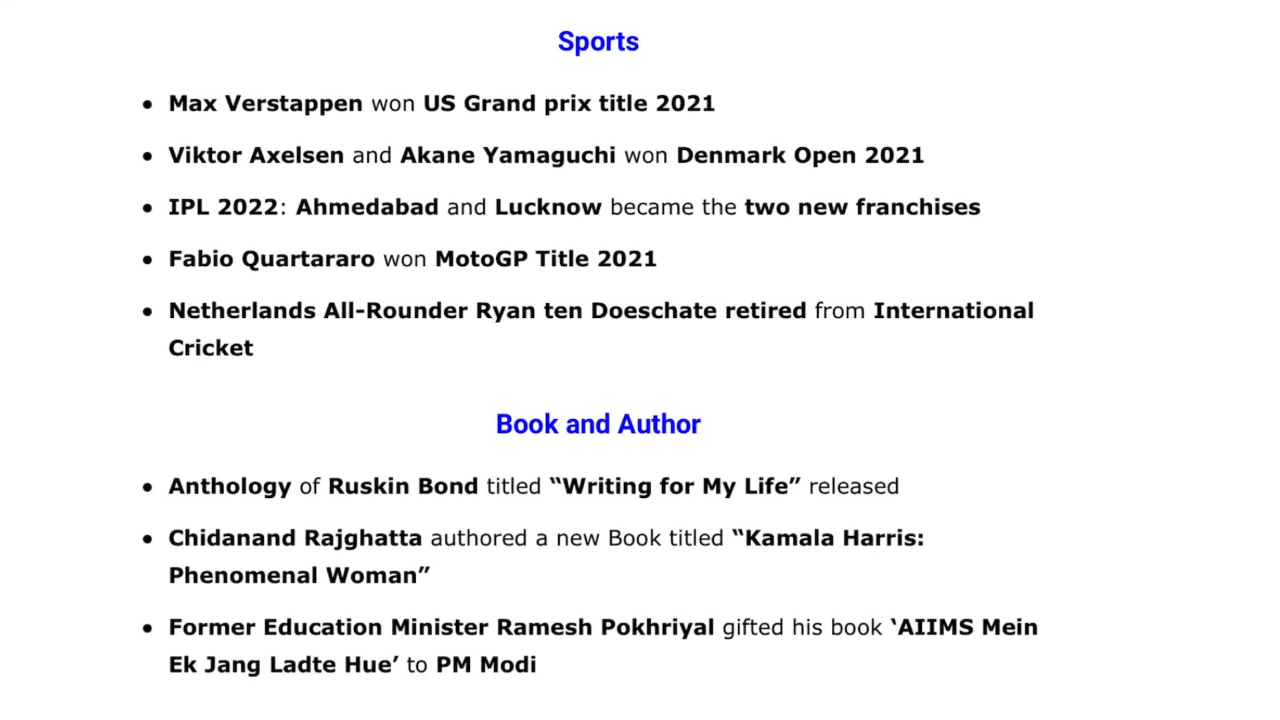 Sports
• Max Verstappen won US Grand prix title 2021
• Viktor Axelsen and Akane Yamaguchi won Denmark Open 2021
• IPL 2022: Ahmedabad and Lucknow became the two new franchises
• Fabio Quartararo won MotoGP Title 2021
• Netherlands All-Rounder Ryan ten Doeschate retired from International
Cricket
Book and Author
• Anthology of Ruskin Bond titled “Writing for My Life” released
• Chidanand Rajghatta authored a new Book titled “Kamala Harris:
Phenomenal Woman”
• Former Education Minister Ramesh Pokhriyal gifted his book ‘AIIMS Mein
Ek Jang Ladte Hue’ to PM Modi